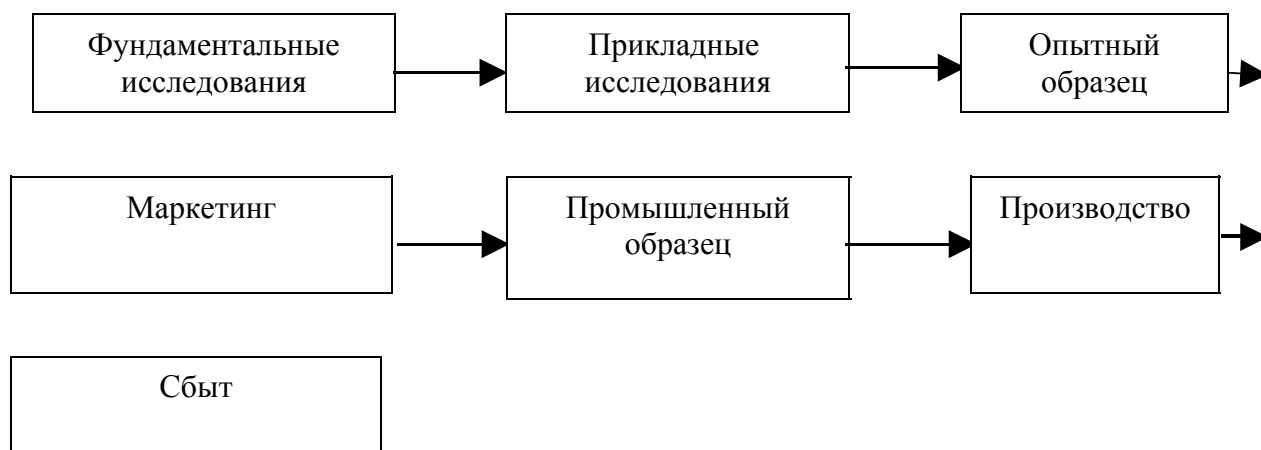 Фундаментальные
исследования
Прикладные
исследования
Опытный
образец
Маркетинг
Промышленный
образец
Производство
Сбыт